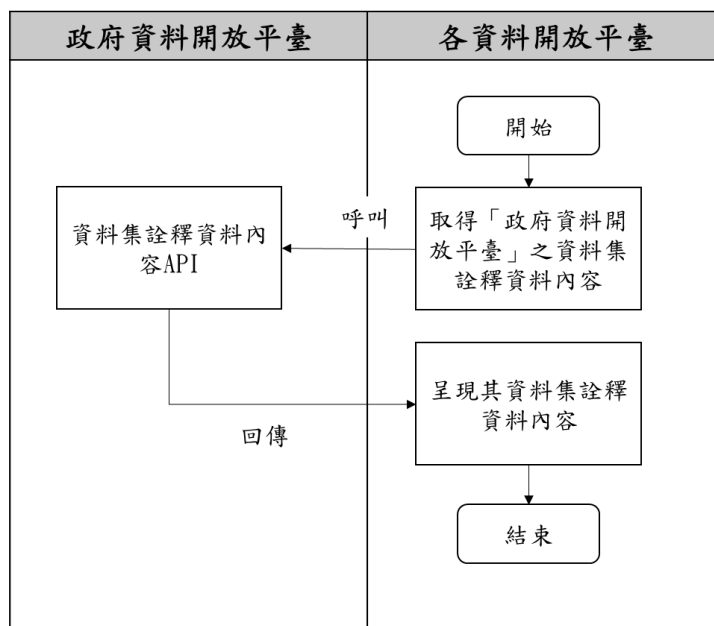 政府資料開放平臺
各資料開放平臺
開始
呼叫
取得「政府資料開
放平臺」之資料集
詮釋資料內容
資料集詮釋資料內
容API
呈現其資料集詮釋
資料內容
回傳
結束